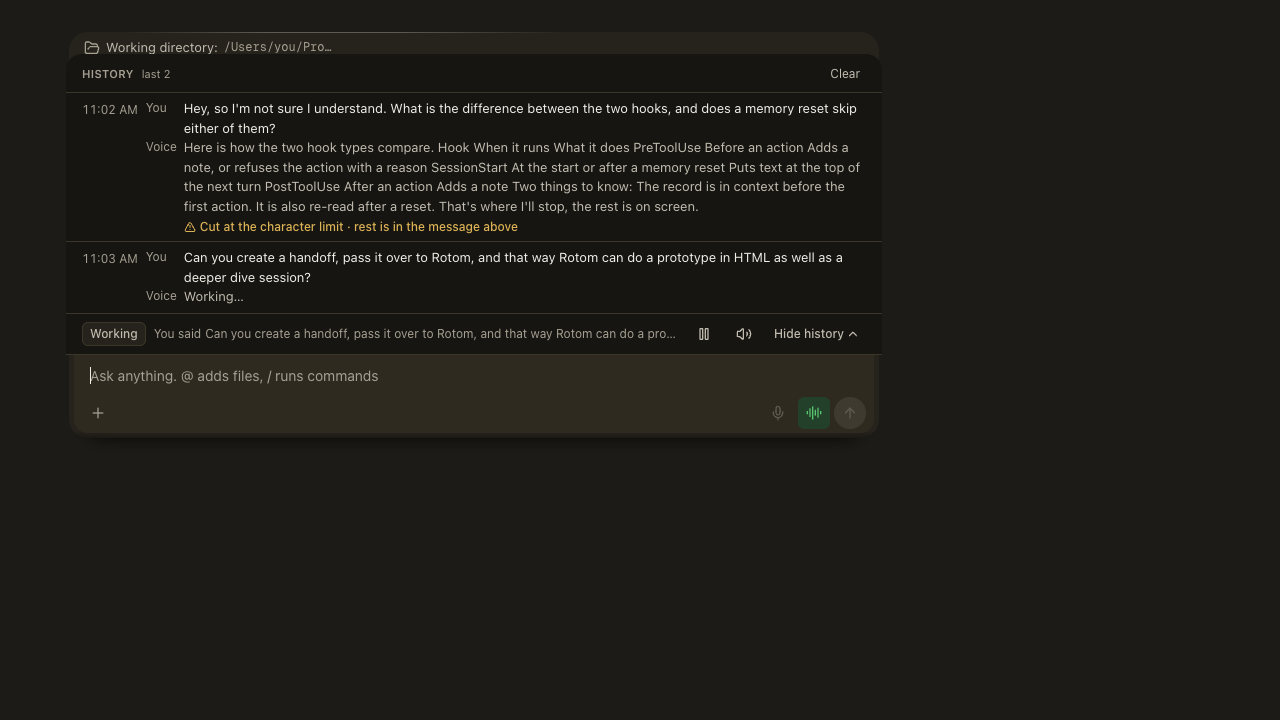 Working directory: /Users/you/Pro…
HISTORY last 2 Clear
11:02 AM You Hey, so I'm not sure I understand. What is the difference between the two hooks, and does a memory reset skip
either of them?
Voice Here is how the two hook types compare. Hook When it runs What it does PreToolUse Before an action Adds a
note, or refuses the action with a reason SessionStart At the start or after a memory reset Puts text at the top of
the next turn PostToolUse After an action Adds a note Two things to know: The record is in context before the
first action. It is also re-read after a reset. That's where I'll stop, the rest is on screen.
Cut at the character limit · rest is in the message above
11:03 AM You Can you create a handoff, pass it over to Rotom, and that way Rotom can do a prototype in HTML as well as a
deeper dive session?
Voice Working…
Working You said Can you create a handoff, pass it over to Rotom, and that way Rotom can do a pro… Hide history
Ask anything. @ adds files, / runs commands